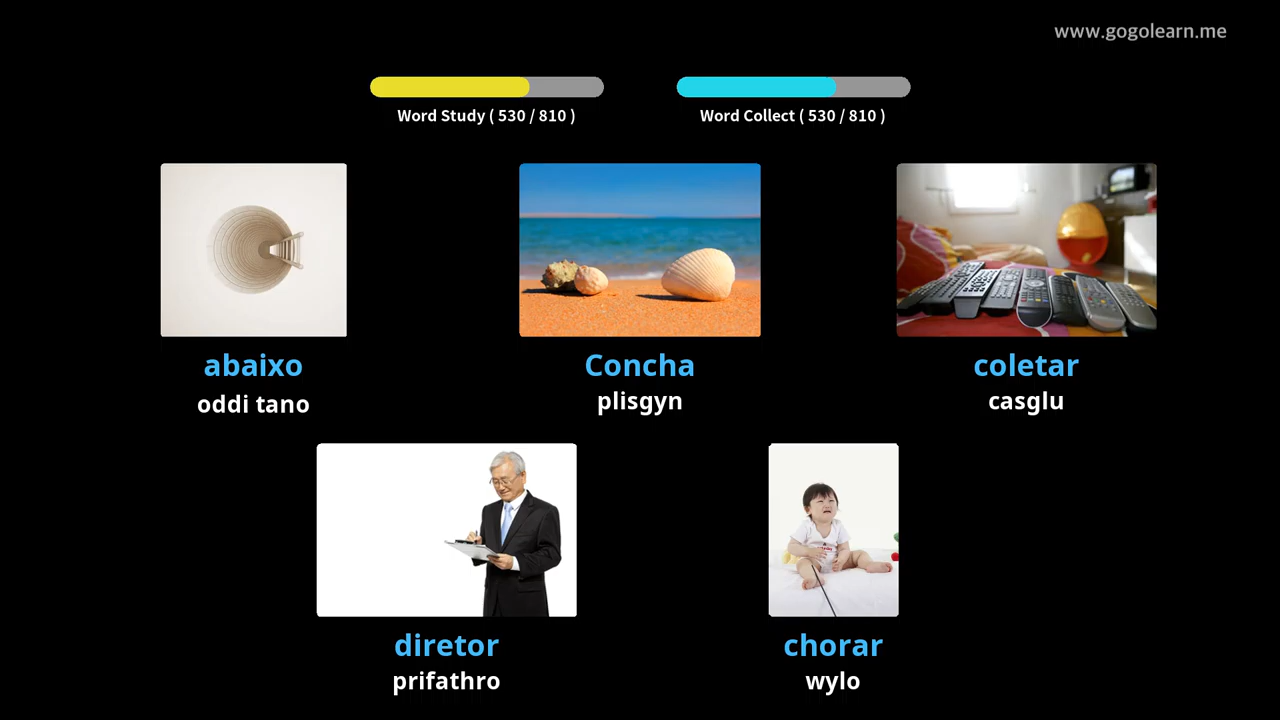 www.gogolearn.me
Word Study ( 530 / 810 )
Word Collect ( 530 / 810 )
abaixo
oddi tano
Concha
plisgyn
coletar
casglu
diretor
prifathro
chorar
wylo